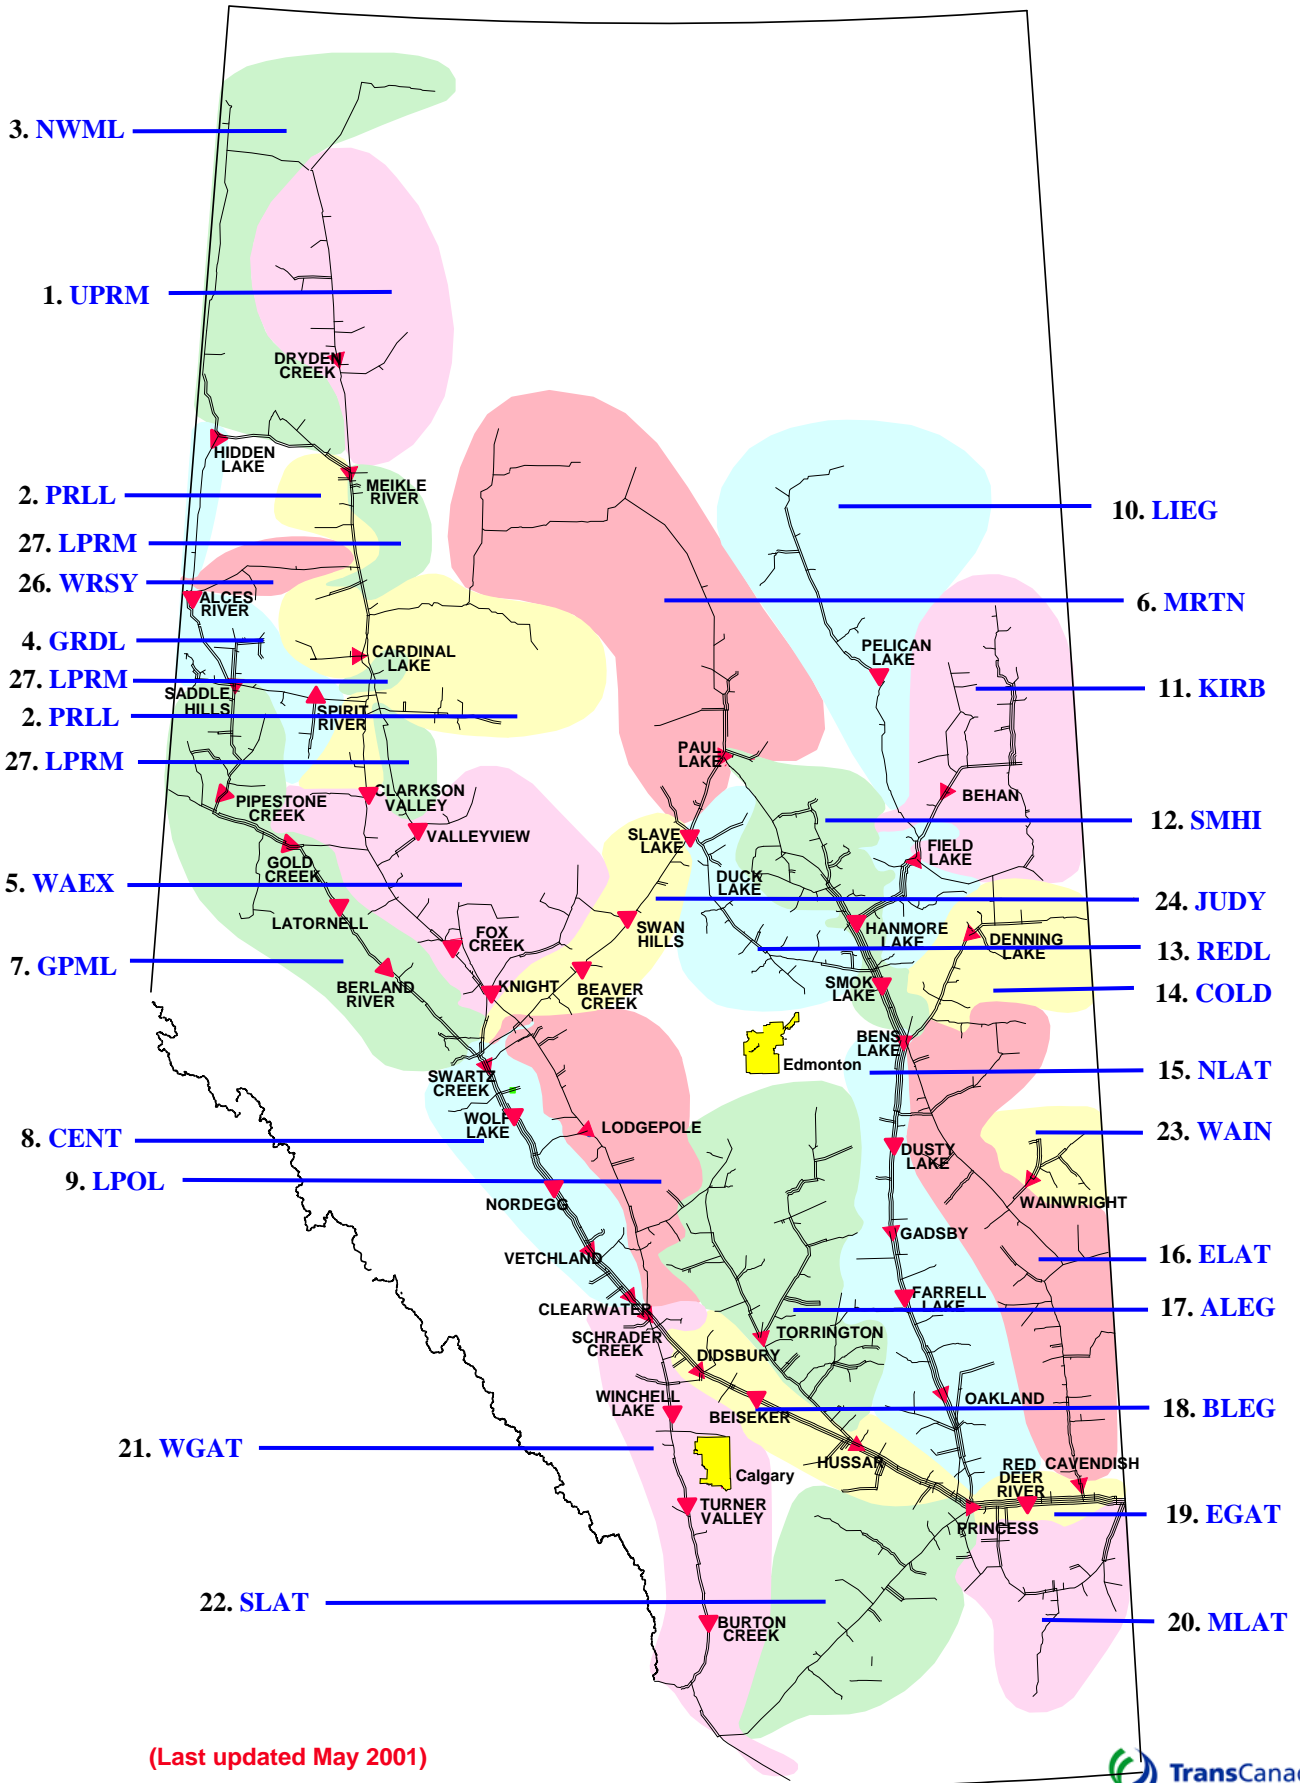 3. NWML
1. UPRM
DRYDEN
CREEK
HIDDEN
LAKE
MEIKLE
RIVER
2. PRLL
10. LIEG
27. LPRM
26. WRSY
ALCES
RIVER
6. MRTN
4. GRDL
CARDINAL
LAKE
PELICAN
LAKE
27. LPRM
11. KIRB
SADDLE
HILLS
SPIRIT
RIVER
2. PRLL
PAUL
LAKE
27. LPRM
PIPESTONE
CREEK
CLARKSON
VALLEY
BEHAN
VALLEYVIEW
SLAVE
LAKE
12. SMHI
GOLD
CREEK
FIELD
LAKE
5. WAEX
DUCK
LAKE
24. JUDY
LATORNELL
SWAN
HILLS
FOX
CREEK
HANMORE
LAKE
DENNING
LAKE
13. REDL
7. GPML
BERLAND
RIVER
KNIGHT
BEAVER
CREEK
SMOKY
LAKE
14. COLD
BENS
LAKE
Edmonton
SWARTZ
CREEK
15. NLAT
WOLF
LAKE
LODGEPOLE
8. CENT
23. WAIN
DUSTY
LAKE
9. LPOL
NORDEGG
WAINWRIGHT
GADSBY
VETCHLAND
16. ELAT
FARRELL
LAKE
CLEARWATER
17. ALEG
SCHRADER
CREEK
TORRINGTON
DIDSBURY
WINCHELL
LAKE
OAKLAND
BEISEKER
18. BLEG
21. WGAT
HUSSAR
RED
DEER
RIVER
CAVENDISH
Calgary
TURNER
VALLEY
PRINCESS
19. EGAT
22. SLAT
BURTON
CREEK
20. MLAT
(Last updated May 2001)